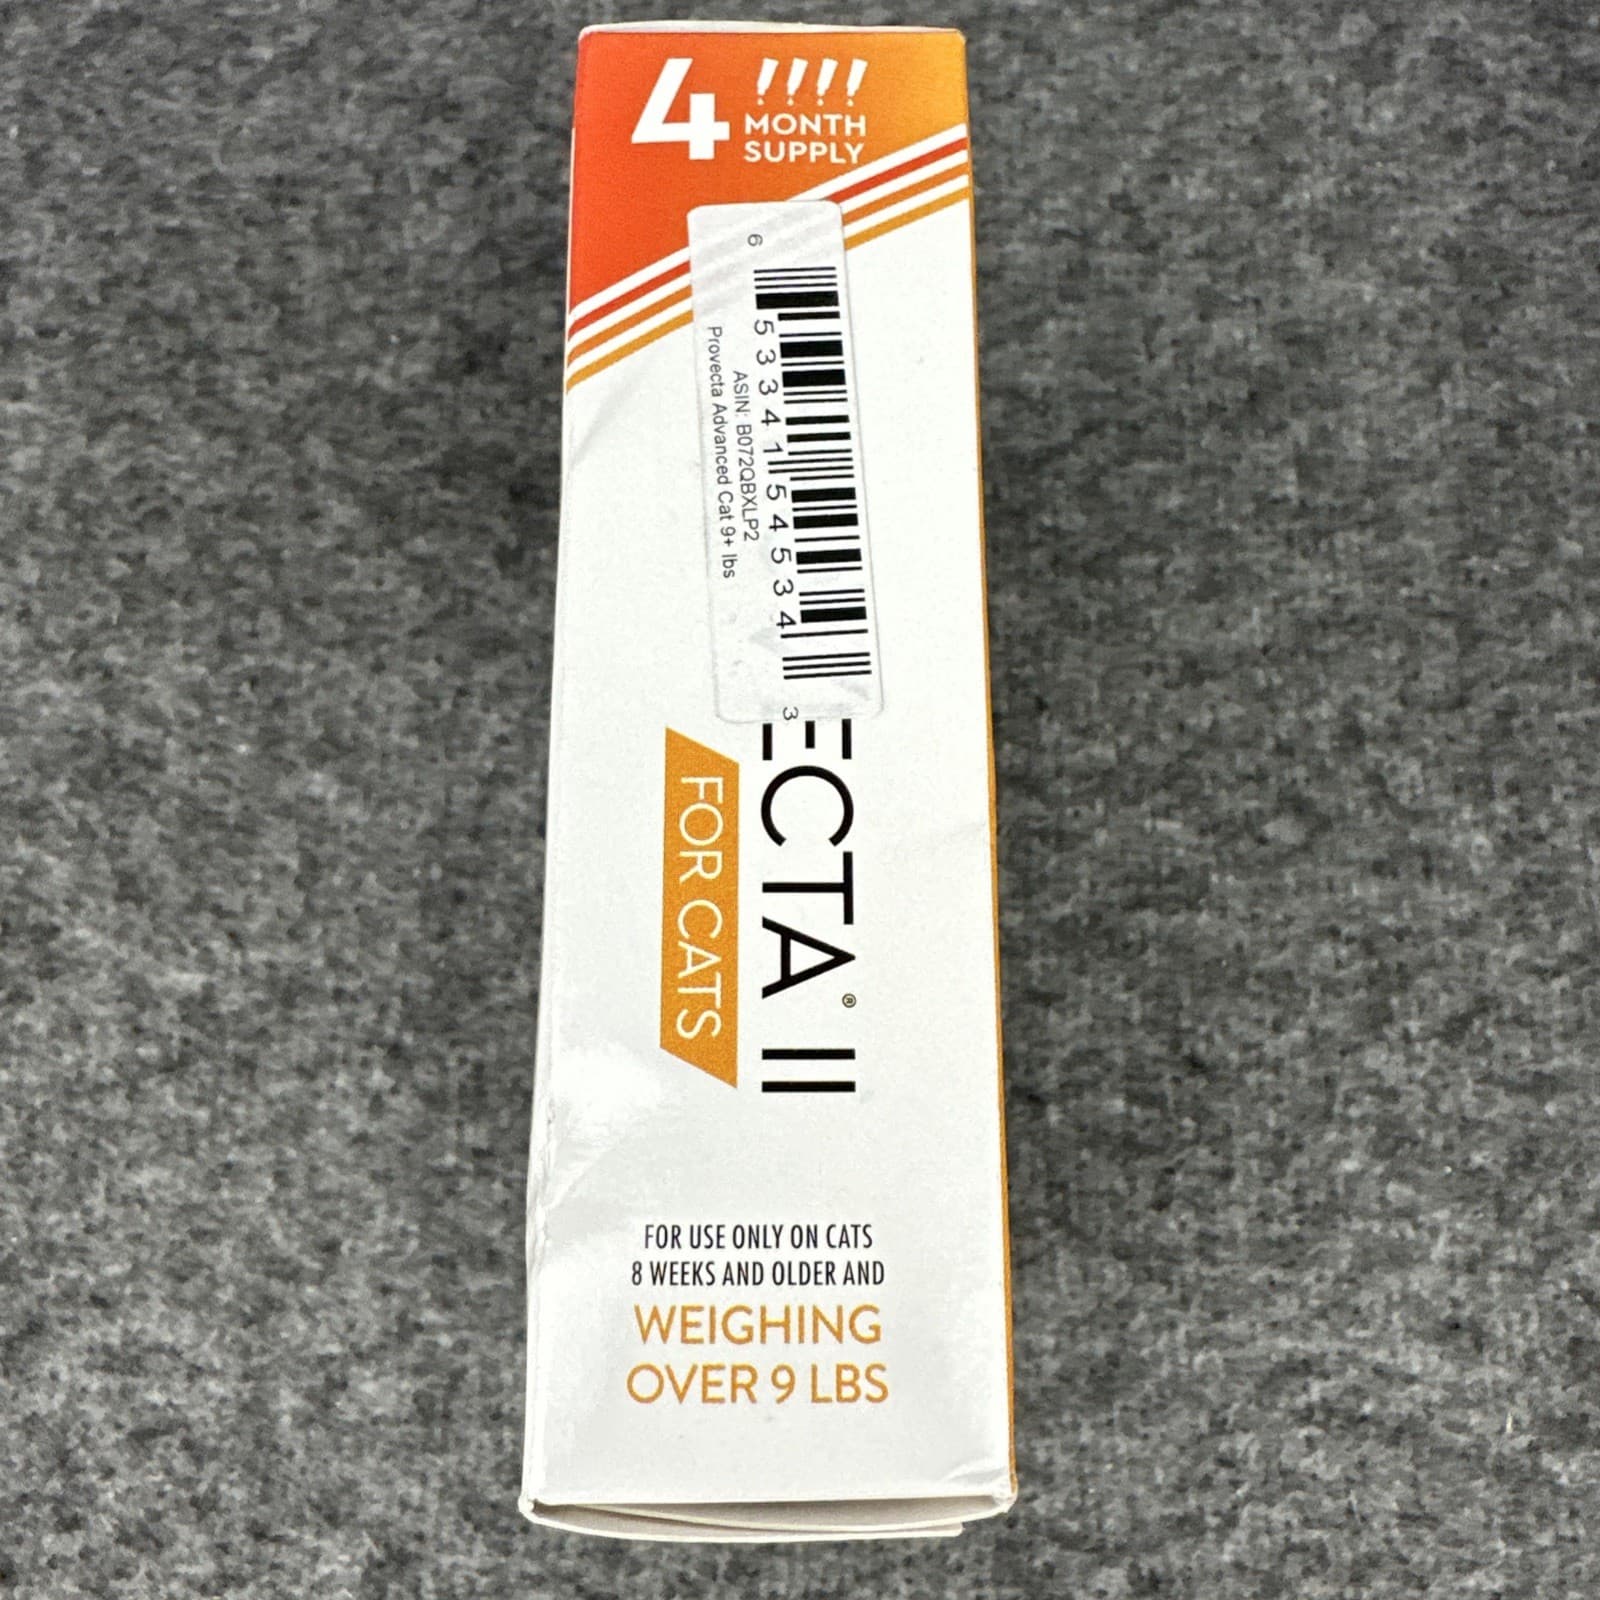 4
MONTH
SUPPLY
6 53341 54534 3
ASIN: B072QBXLP2
Provecta Advanced Cat 9+ lbs
ECTA® II
FOR CATS
FOR USE ONLY ON CATS
8 WEEKS AND OLDER AND
WEIGHING
OVER 9 LBS